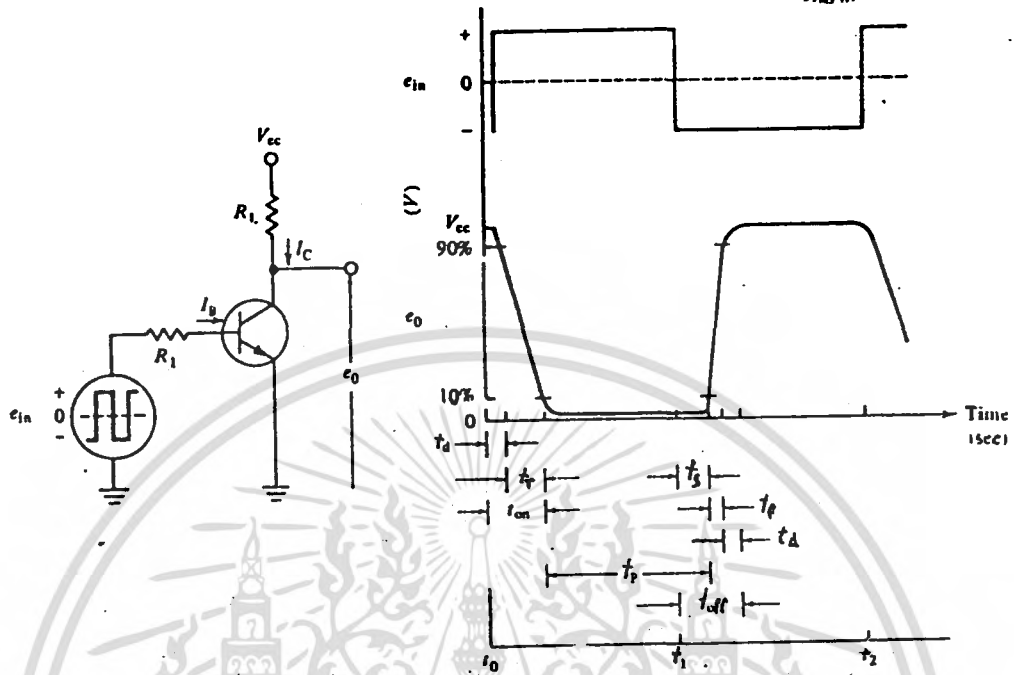 +
e_in 0
−
V_cc
R_L
I_C
I_B
R_1
e_0
+
e_in 0
−
(V)
V_cc
90%
e_0
10%
0
Time
(sec)
t_d
t_r
t_on
t_s
t_f
t_d
t_p
t_off
t_0 t_1 t_2